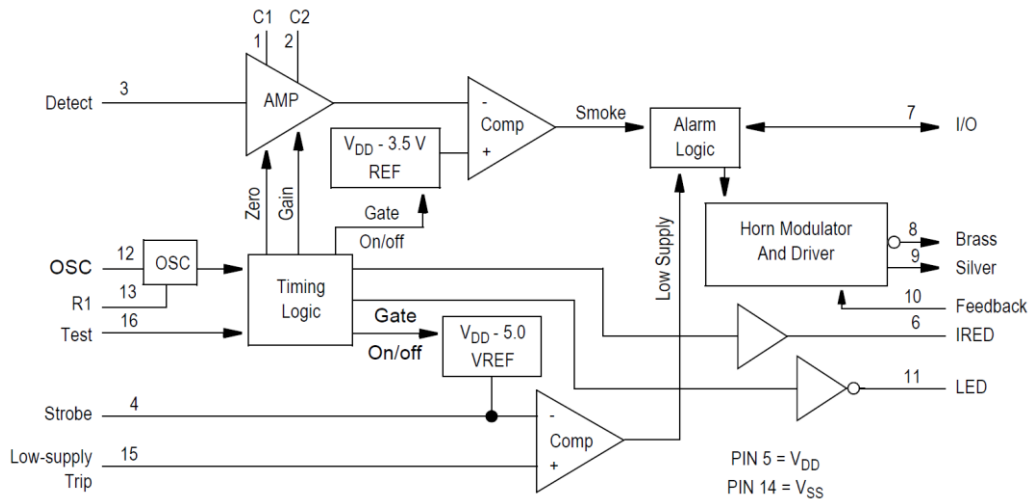 C1
C2
1
2
Detect
3
AMP
-
Comp
+
Smoke
Alarm
Logic
7
I/O
VDD - 3.5 V
REF
Zero
Gain
Gate
On/off
Low Supply
Horn Modulator
And Driver
8
Brass
9
Silver
10
Feedback
OSC
12
OSC
R1
13
Test
16
Timing
Logic
Gate
On/off
VDD - 5.0
VREF
6
IRED
11
LED
Strobe
4
-
Comp
+
Low-supply
Trip
15
PIN 5 = VDD
PIN 14 = VSS